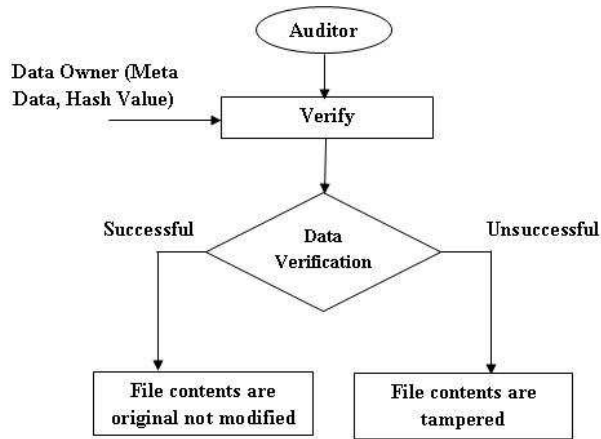 Auditor
Data Owner (Meta
Data, Hash Value)
Verify
Successful
Unsuccessful
Data
Verification
File contents are
original not modified
File contents are
tampered